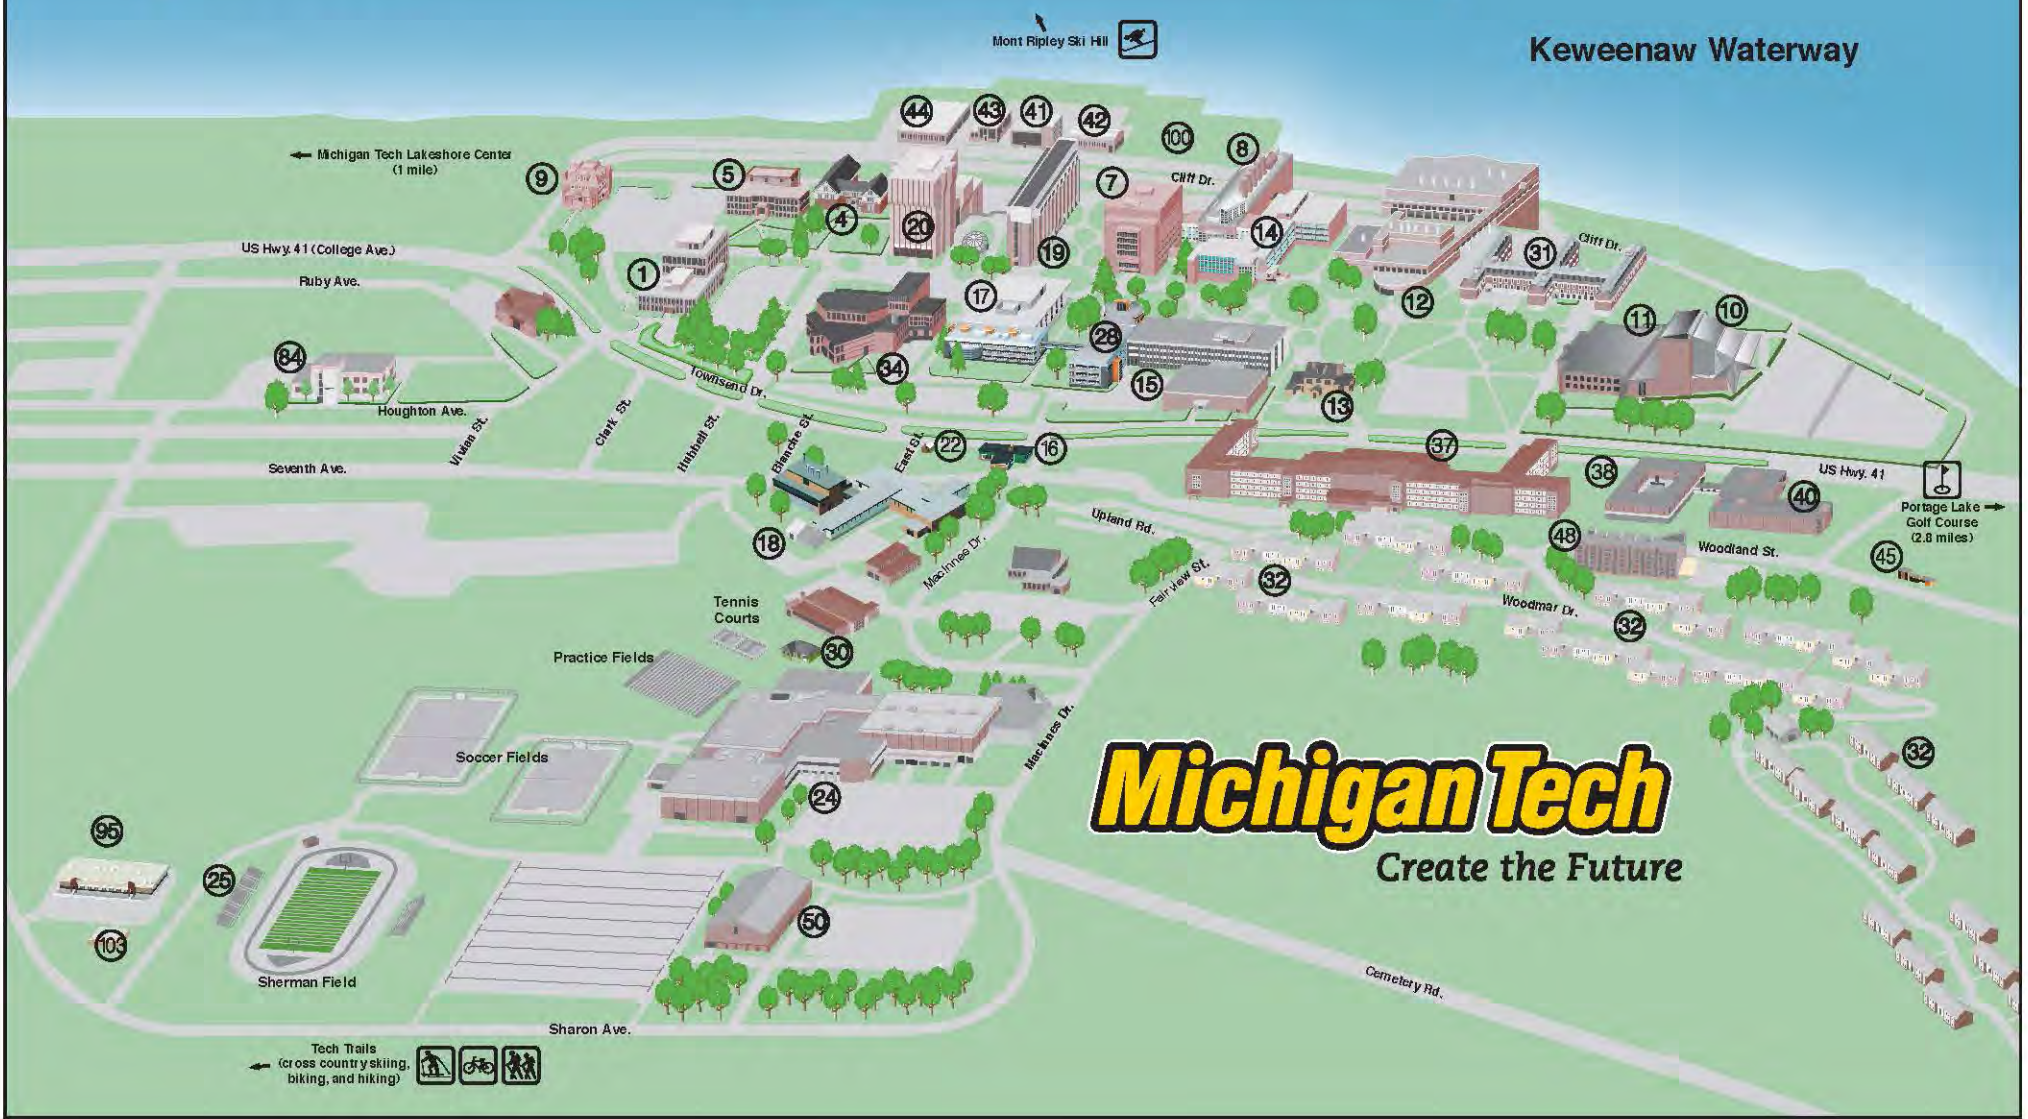 Mont Ripley Ski Hill
Keweenaw Waterway
44
43
41
42
100
8
Michigan Tech Lakeshore Center
(1 mile)
9
5
4
20
19
7
Cliff Dr.
14
12
31
Cliff Dr.
US Hwy. 41 (College Ave.)
Ruby Ave.
1
17
28
34
15
13
11
10
84
Houghton Ave.
Townsend Dr.
Vivian St.
Clark St.
Hubbell St.
Blanche St.
East St.
22
16
37
38
40
US Hwy. 41
Seventh Ave.
Portage Lake
Golf Course
(2.8 miles)
18
MacInnes Dr.
Upland Rd.
Fairview St.
48
Woodland St.
45
32
Woodmar Dr.
32
Tennis
Courts
30
Practice Fields
Soccer Fields
MacInnes Dr.
24
32
Michigan Tech
Create the Future
95
25
103
Sherman Field
50
Cemetery Rd.
Sharon Ave.
Tech Trails
(cross country skiing,
biking, and hiking)